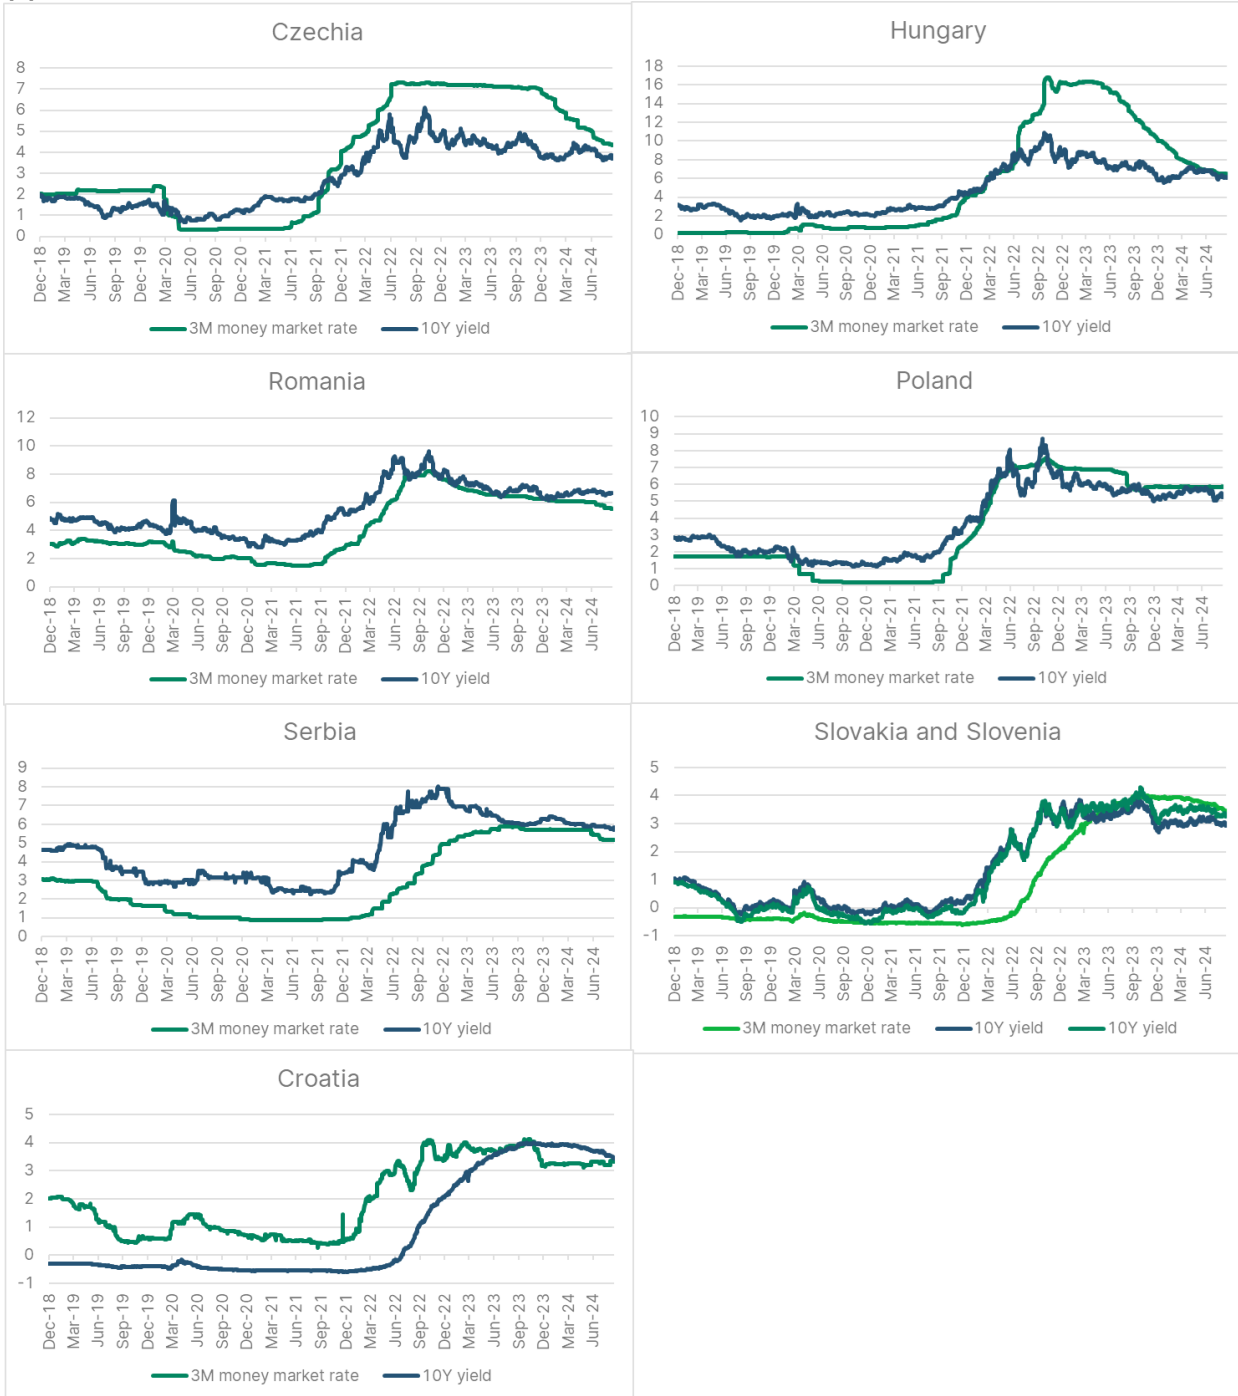 Czechia
8
7
6
5
4
3
2
1
0
Dec-18 Mar-19 Jun-19 Sep-19 Dec-19 Mar-20 Jun-20 Sep-20 Dec-20 Mar-21 Jun-21 Sep-21 Dec-21 Mar-22 Jun-22 Sep-22 Dec-22 Mar-23 Jun-23 Sep-23 Dec-23 Mar-24 Jun-24
3M money market rate 10Y yield
Hungary
18
16
14
12
10
8
6
4
2
0
Dec-18 Mar-19 Jun-19 Sep-19 Dec-19 Mar-20 Jun-20 Sep-20 Dec-20 Mar-21 Jun-21 Sep-21 Dec-21 Mar-22 Jun-22 Sep-22 Dec-22 Mar-23 Jun-23 Sep-23 Dec-23 Mar-24 Jun-24
3M money market rate 10Y yield
Romania
12
10
8
6
4
2
0
Dec-18 Mar-19 Jun-19 Sep-19 Dec-19 Mar-20 Jun-20 Sep-20 Dec-20 Mar-21 Jun-21 Sep-21 Dec-21 Mar-22 Jun-22 Sep-22 Dec-22 Mar-23 Jun-23 Sep-23 Dec-23 Mar-24 Jun-24
3M money market rate 10Y yield
Poland
10
9
8
7
6
5
4
3
2
1
0
Dec-18 Mar-19 Jun-19 Sep-19 Dec-19 Mar-20 Jun-20 Sep-20 Dec-20 Mar-21 Jun-21 Sep-21 Dec-21 Mar-22 Jun-22 Sep-22 Dec-22 Mar-23 Jun-23 Sep-23 Dec-23 Mar-24 Jun-24
3M money market rate 10Y yield
Serbia
9
8
7
6
5
4
3
2
1
0
Dec-18 Mar-19 Jun-19 Sep-19 Dec-19 Mar-20 Jun-20 Sep-20 Dec-20 Mar-21 Jun-21 Sep-21 Dec-21 Mar-22 Jun-22 Sep-22 Dec-22 Mar-23 Jun-23 Sep-23 Dec-23 Mar-24 Jun-24
3M money market rate 10Y yield
Slovakia and Slovenia
5
4
3
2
1
0
-1
Dec-18 Mar-19 Jun-19 Sep-19 Dec-19 Mar-20 Jun-20 Sep-20 Dec-20 Mar-21 Jun-21 Sep-21 Dec-21 Mar-22 Jun-22 Sep-22 Dec-22 Mar-23 Jun-23 Sep-23 Dec-23 Mar-24 Jun-24
3M money market rate 10Y yield 10Y yield
Croatia
5
4
3
2
1
0
-1
Dec-18 Mar-19 Jun-19 Sep-19 Dec-19 Mar-20 Jun-20 Sep-20 Dec-20 Mar-21 Jun-21 Sep-21 Dec-21 Mar-22 Jun-22 Sep-22 Dec-22 Mar-23 Jun-23 Sep-23 Dec-23 Mar-24 Jun-24
3M money market rate 10Y yield